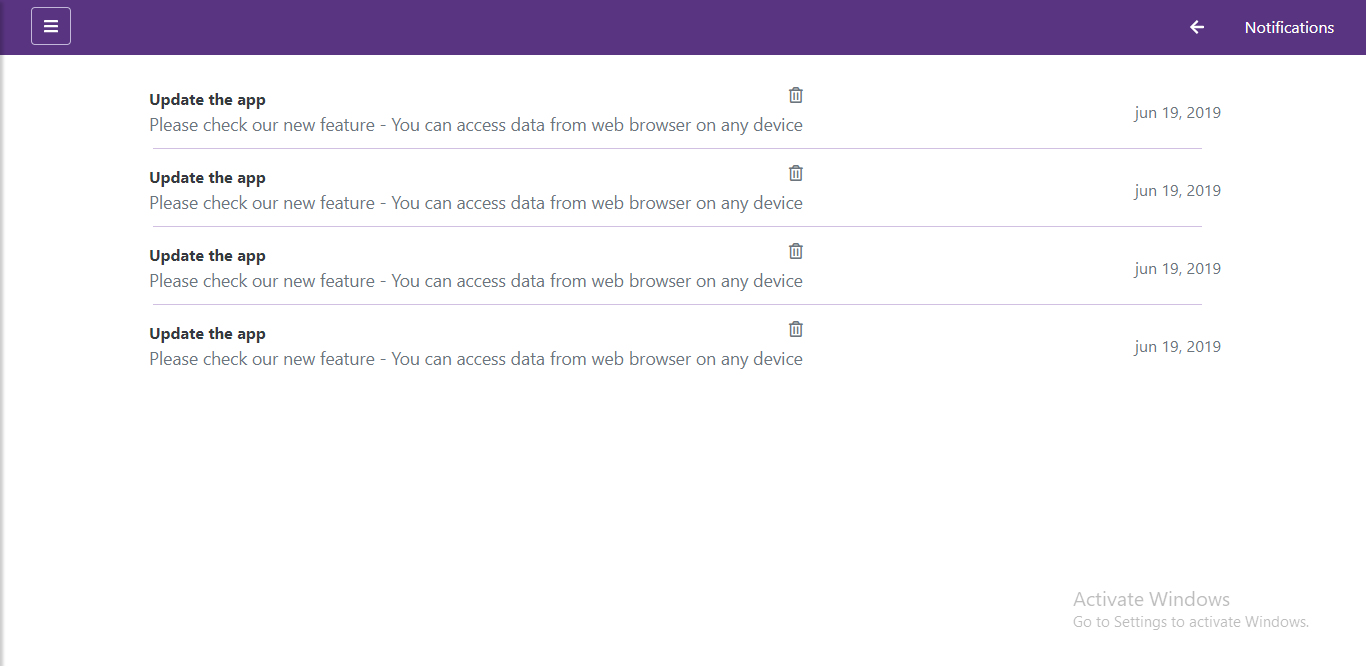 Notifications
Update the app
Please check our new feature - You can access data from web browser on any device
jun 19, 2019
Update the app
Please check our new feature - You can access data from web browser on any device
jun 19, 2019
Update the app
Please check our new feature - You can access data from web browser on any device
jun 19, 2019
Update the app
Please check our new feature - You can access data from web browser on any device
jun 19, 2019
Activate Windows
Go to Settings to activate Windows.